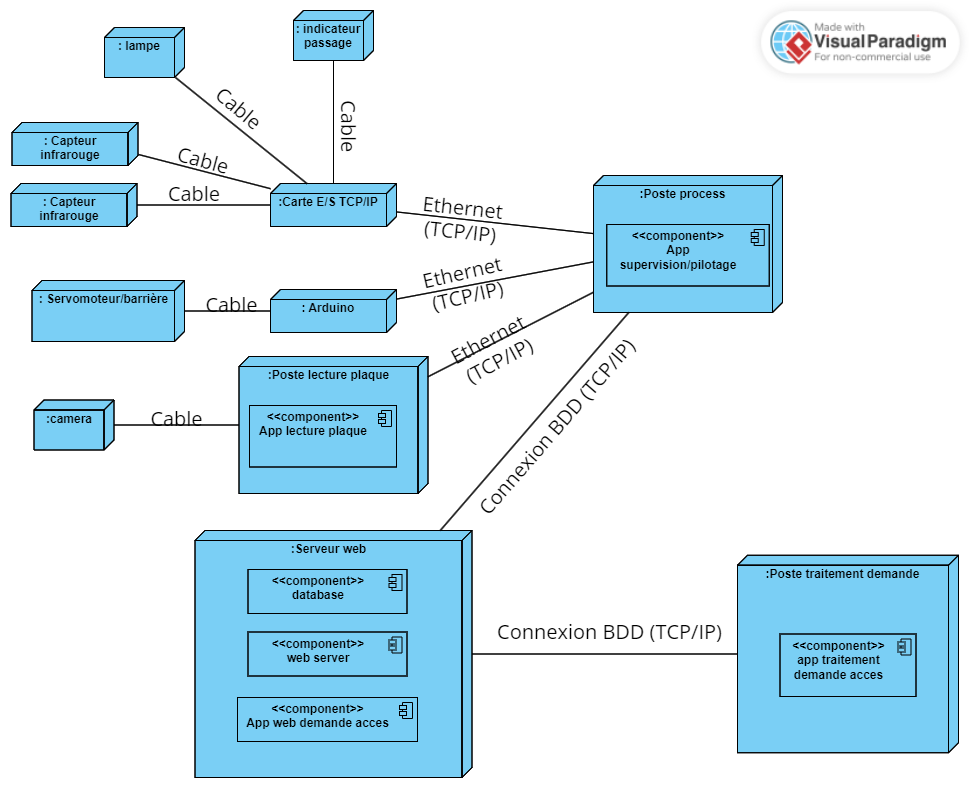 Made with
VisualParadigm
For non-commercial use
: lampe
: indicateur
passage
Cable
Cable
: Capteur
infrarouge
Cable
: Capteur
infrarouge
Cable
:Carte E/S TCP/IP
Ethernet
(TCP/IP)
:Poste process
<<component>>
App
supervision/pilotage
: Servomoteur/barrière
Cable
: Arduino
Ethernet
(TCP/IP)
Ethernet
(TCP/IP)
:Poste lecture plaque
<<component>>
App lecture plaque
:camera
Cable
Connexion BDD (TCP/IP)
:Serveur web
<<component>>
database
<<component>>
web server
<<component>>
App web demande acces
Connexion BDD (TCP/IP)
:Poste traitement demande
<<component>>
app traitement
demande acces